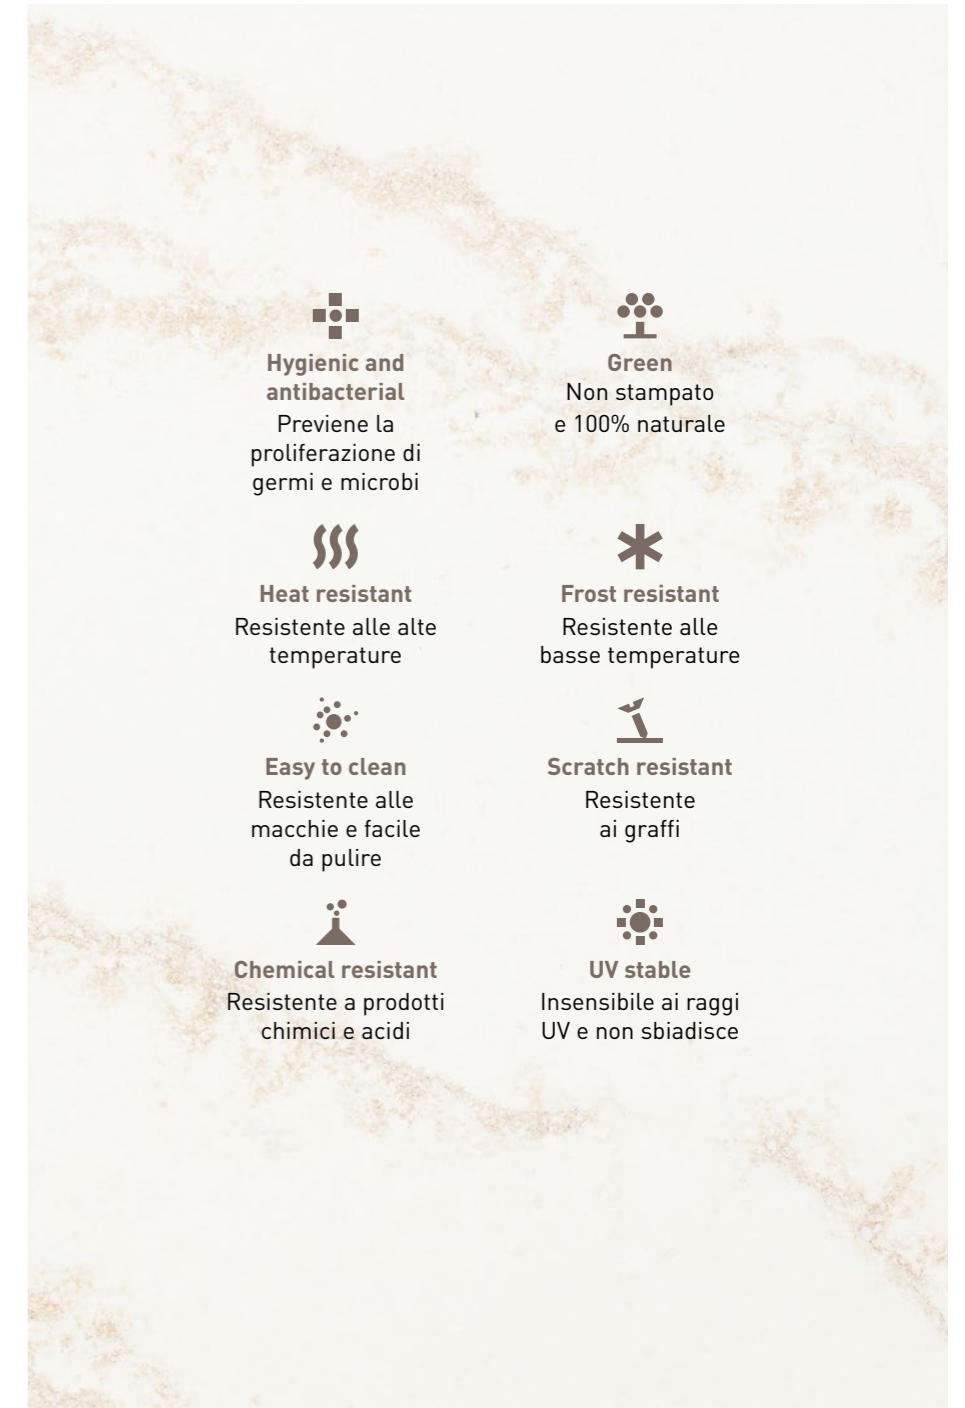 Hygienic and
antibacterial
Previene la
proliferazione di
germi e microbi
Green
Non stampato
e 100% naturale
Heat resistant
Resistente alle alte
temperature
Frost resistant
Resistente alle
basse temperature
Easy to clean
Resistente alle
macchie e facile
da pulire
Scratch resistant
Resistente
ai graffi
Chemical resistant
Resistente a prodotti
chimici e acidi
UV stable
Insensibile ai raggi
UV e non sbiadisce